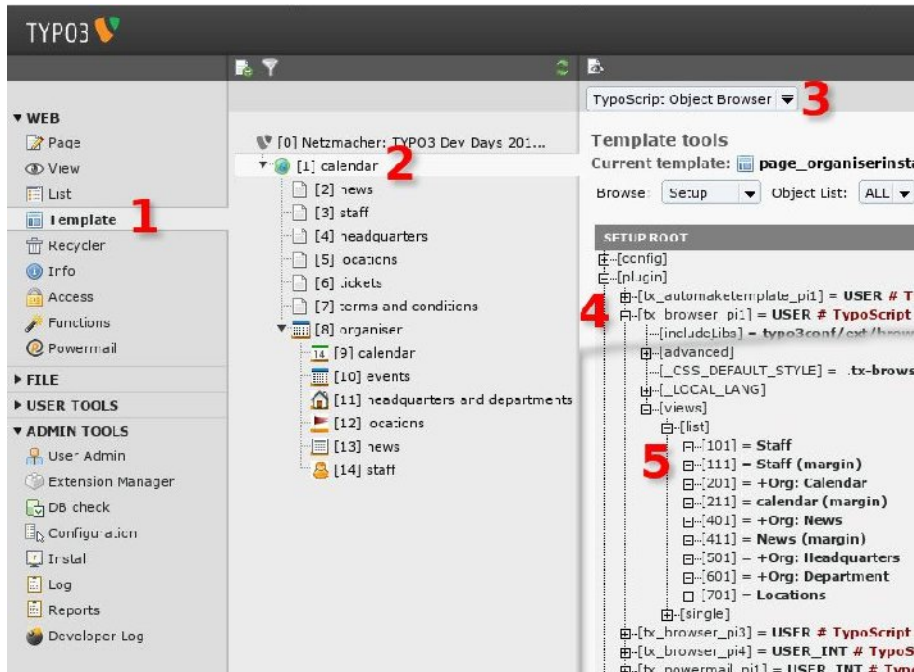 TYPO3
TypoScript Object Browser
3
WEB
Page
View
List
Template
1
Recycler
Info
Access
Functions
Powermail
FILE
USER TOOLS
ADMIN TOOLS
User Admin
Extension Manager
DB check
Configuration
Install
Log
Reports
Developer Log
[0] Netzmacher: TYPO3 Dev Days 201...
[1] calendar
2
[2] news
[3] staff
[4] headquarters
[5] locations
[6] tickets
[7] terms and conditions
[8] organiser
[9] calendar
[10] events
[11] headquarters and departments
[12] locations
[13] news
[14] staff
Template tools
Current template: page_organiserinsta
Browse: Setup Object List: ALL
SETUP ROOT
[config]
[plugin]
[tx_automaketemplate_pi1] = USER # T
4
[tx_browser_pi1] = USER # TypoScript
[includeLibs] = typo3conf/ext/brow
[advanced]
[_CSS_DEFAULT_STYLE] = .tx-brows
[_LOCAL_LANG]
[views]
[list]
5
[101] = Staff
[111] = Staff (margin)
[201] = +Org: Calendar
[211] = calendar (margin)
[401] = +Org: News
[411] = News (margin)
[501] = +Org: Headquarters
[601] = +Org: Department
[701] = Locations
[single]
[tx_browser_pi3] = USER # TypoScript
[tx_browser_pi4] = USER_INT # TypoS
[tx_powermail_pi1] = USER_INT # Typo